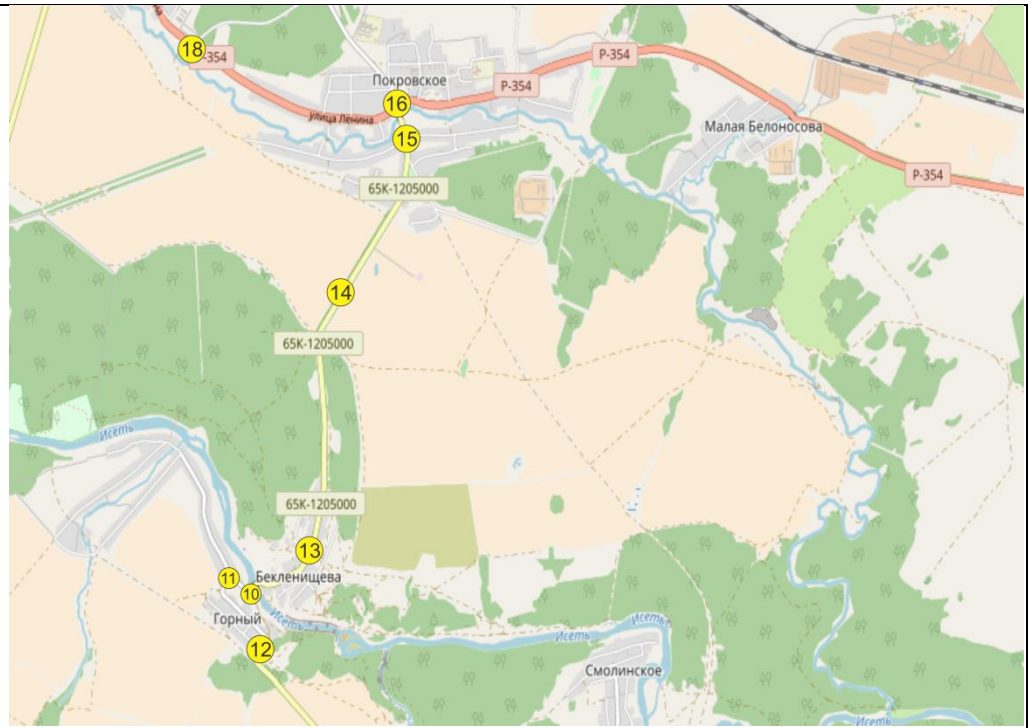 18
-354
Покровское
Р-354
Р-354
16
улица Ленина
15
Малая Белоносова
Р-354
65К-1205000
14
65К-1205000
Исеть
65К-1205000
13
11
Бекленищева
10
Горный
Исеть
12
Исеть
Исеть
Смолинское
Исеть